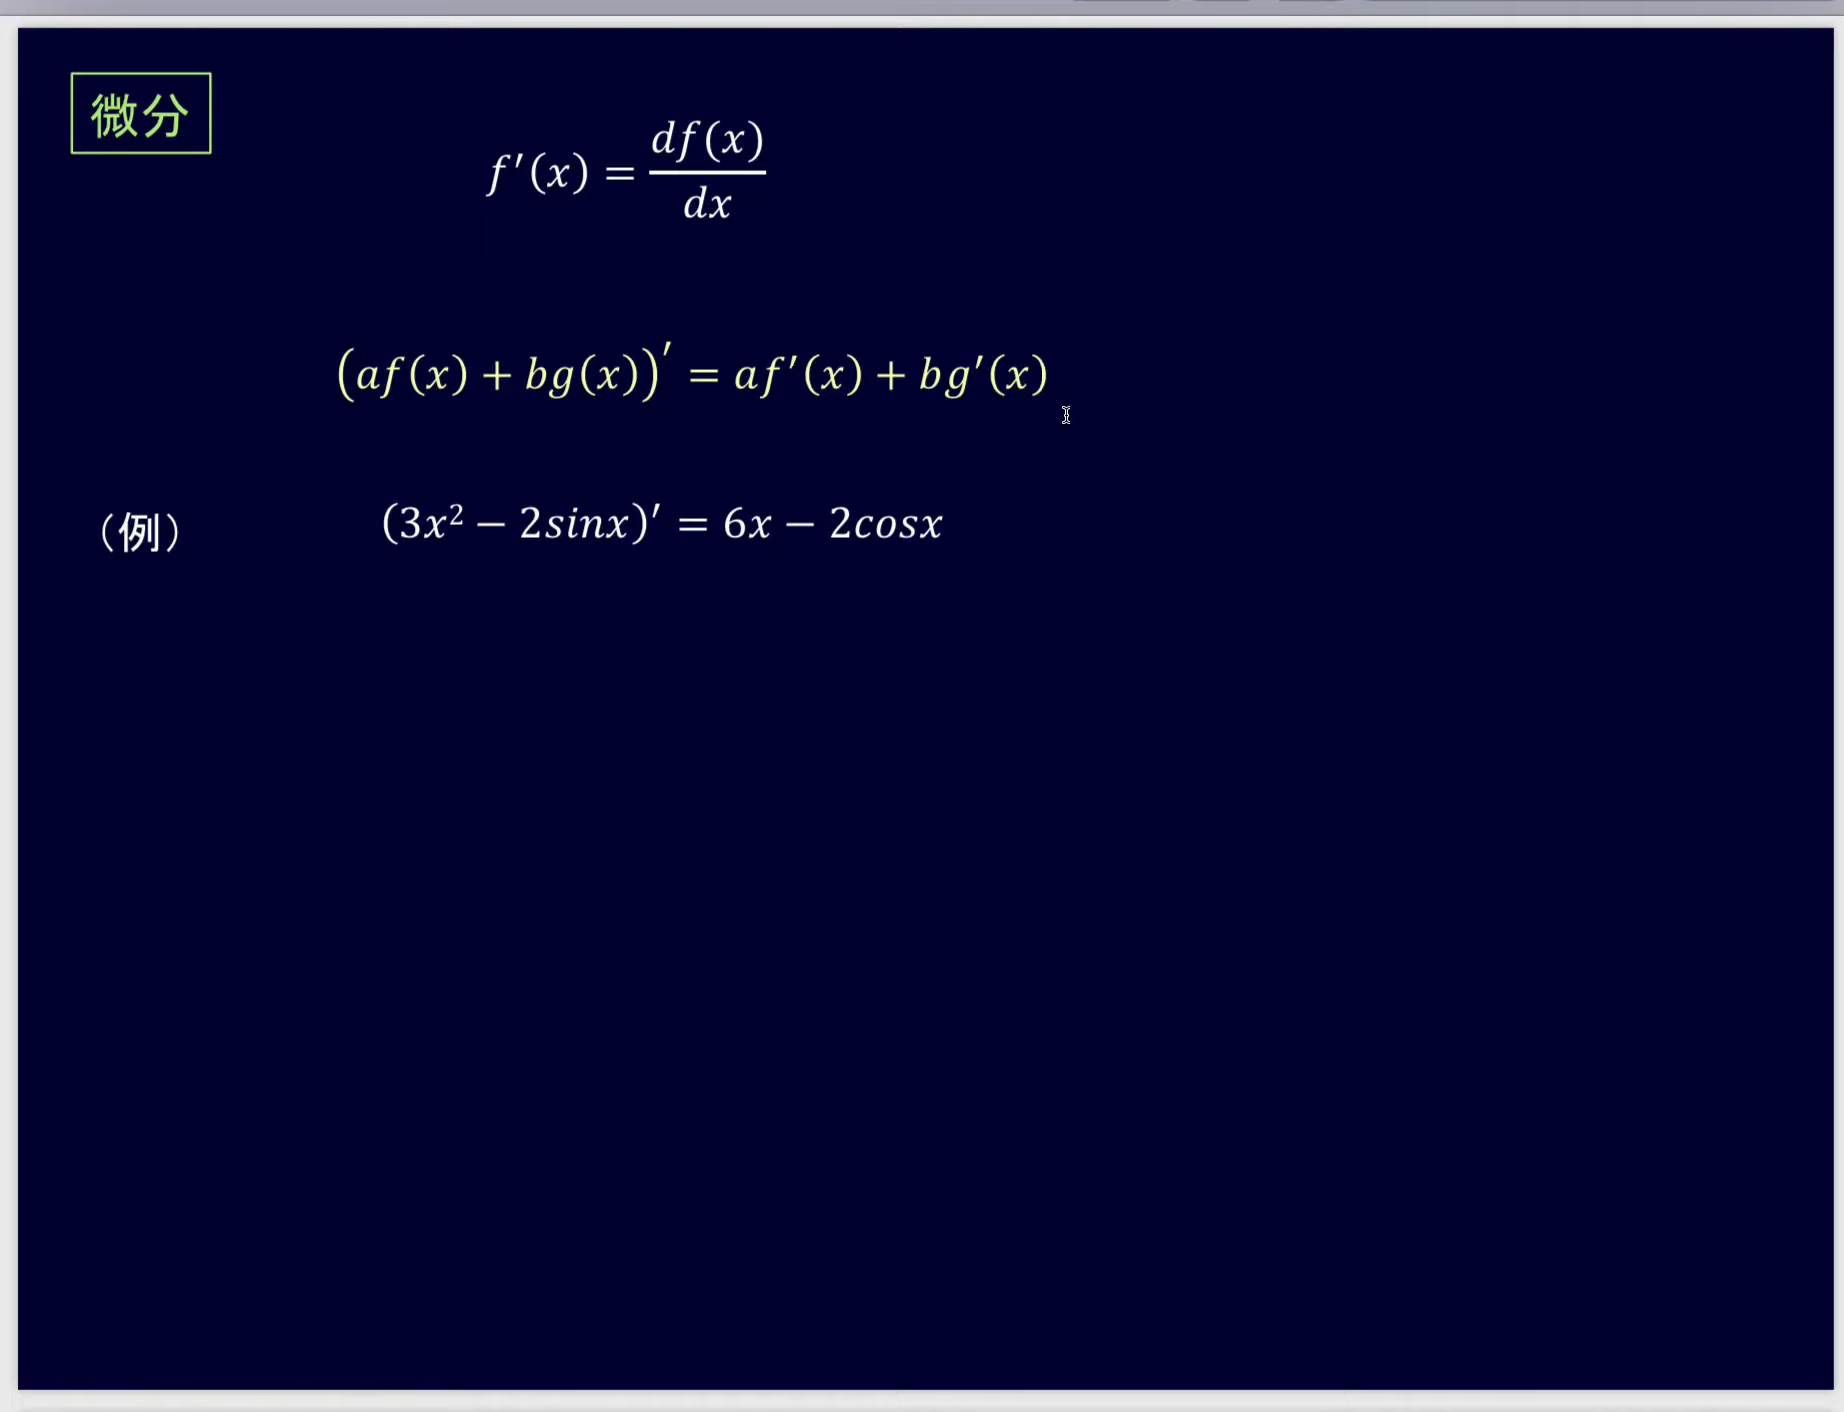 微分
f′(x) = df(x)/dx
(af(x) + bg(x))′ = af′(x) + bg′(x)
（例） (3x² − 2sinx)′ = 6x − 2cosx